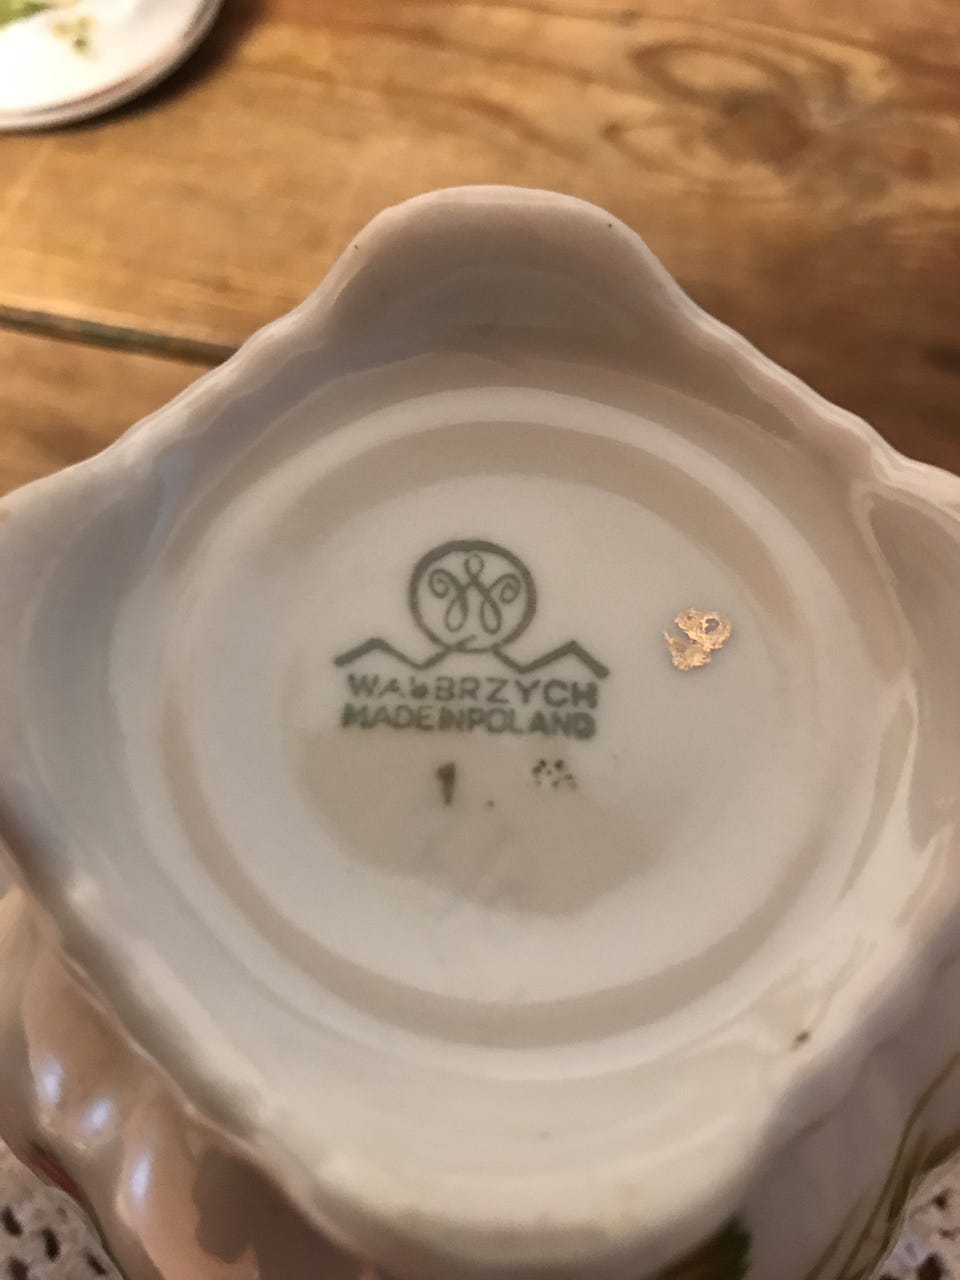 W
WAŁBRZYCH
MADE IN POLAND
1.